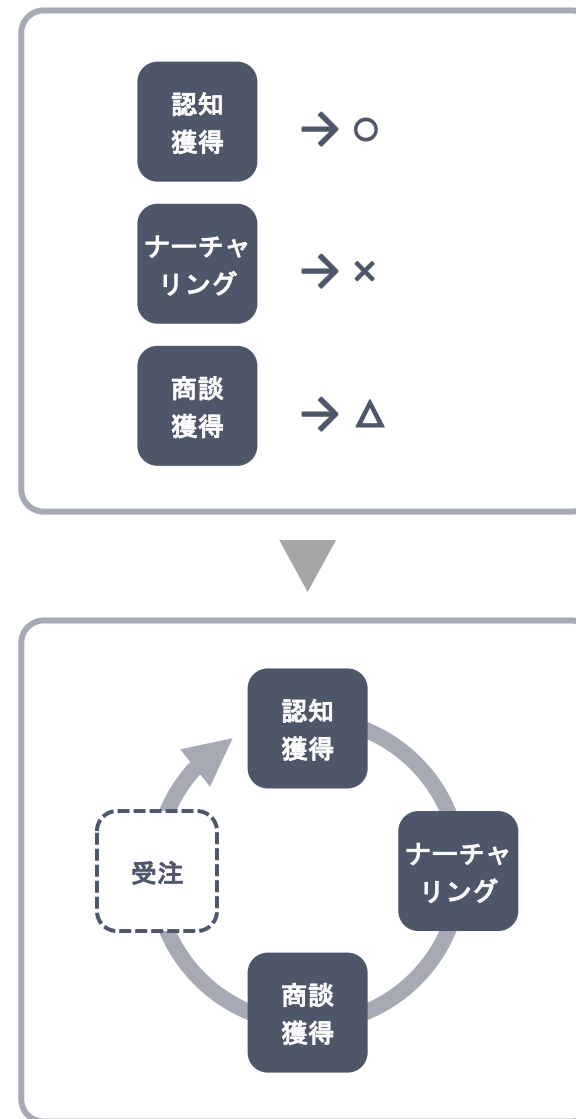 認知
獲得
→ ○
ナーチャ
リング
→ ×
商談
獲得
→ △
認知
獲得
ナーチャ
リング
受注
商談
獲得